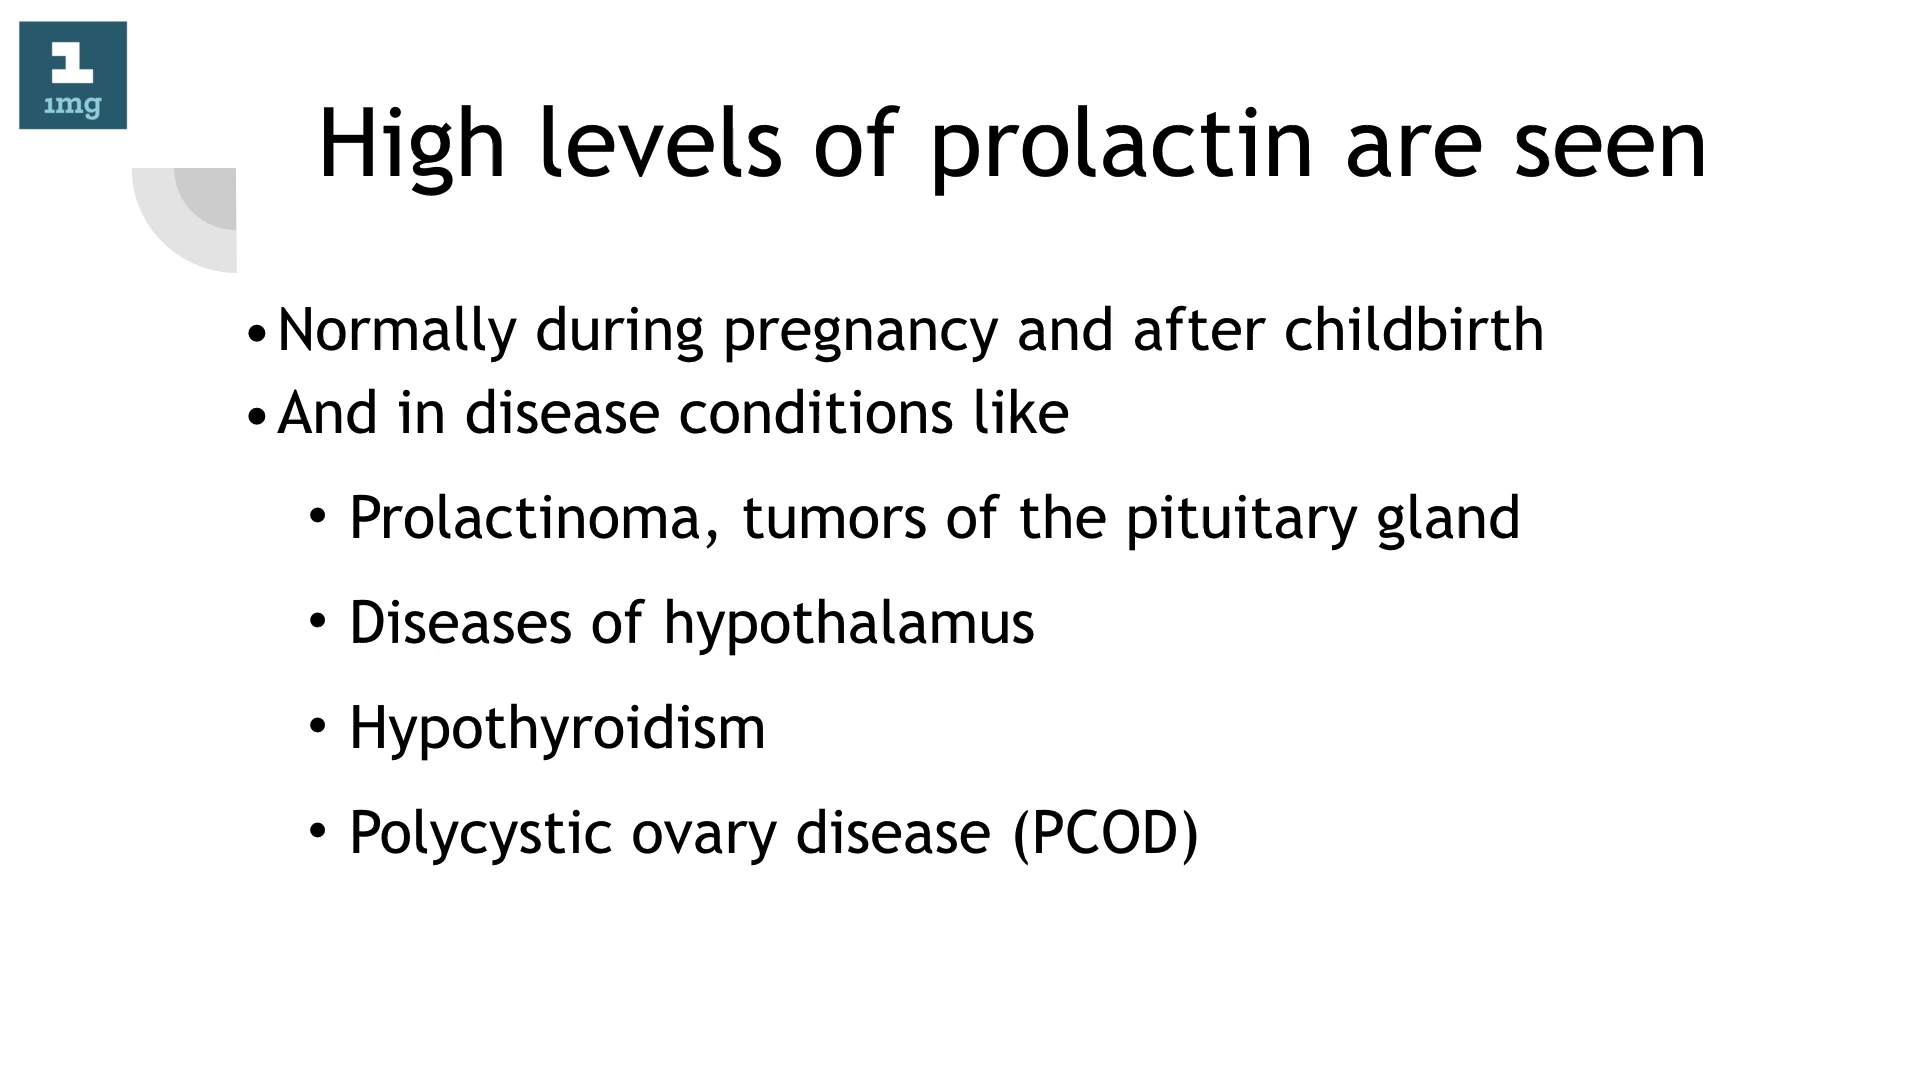 1
1mg
High levels of prolactin are seen
•Normally during pregnancy and after childbirth
•And in disease conditions like
• Prolactinoma, tumors of the pituitary gland
• Diseases of hypothalamus
• Hypothyroidism
• Polycystic ovary disease (PCOD)